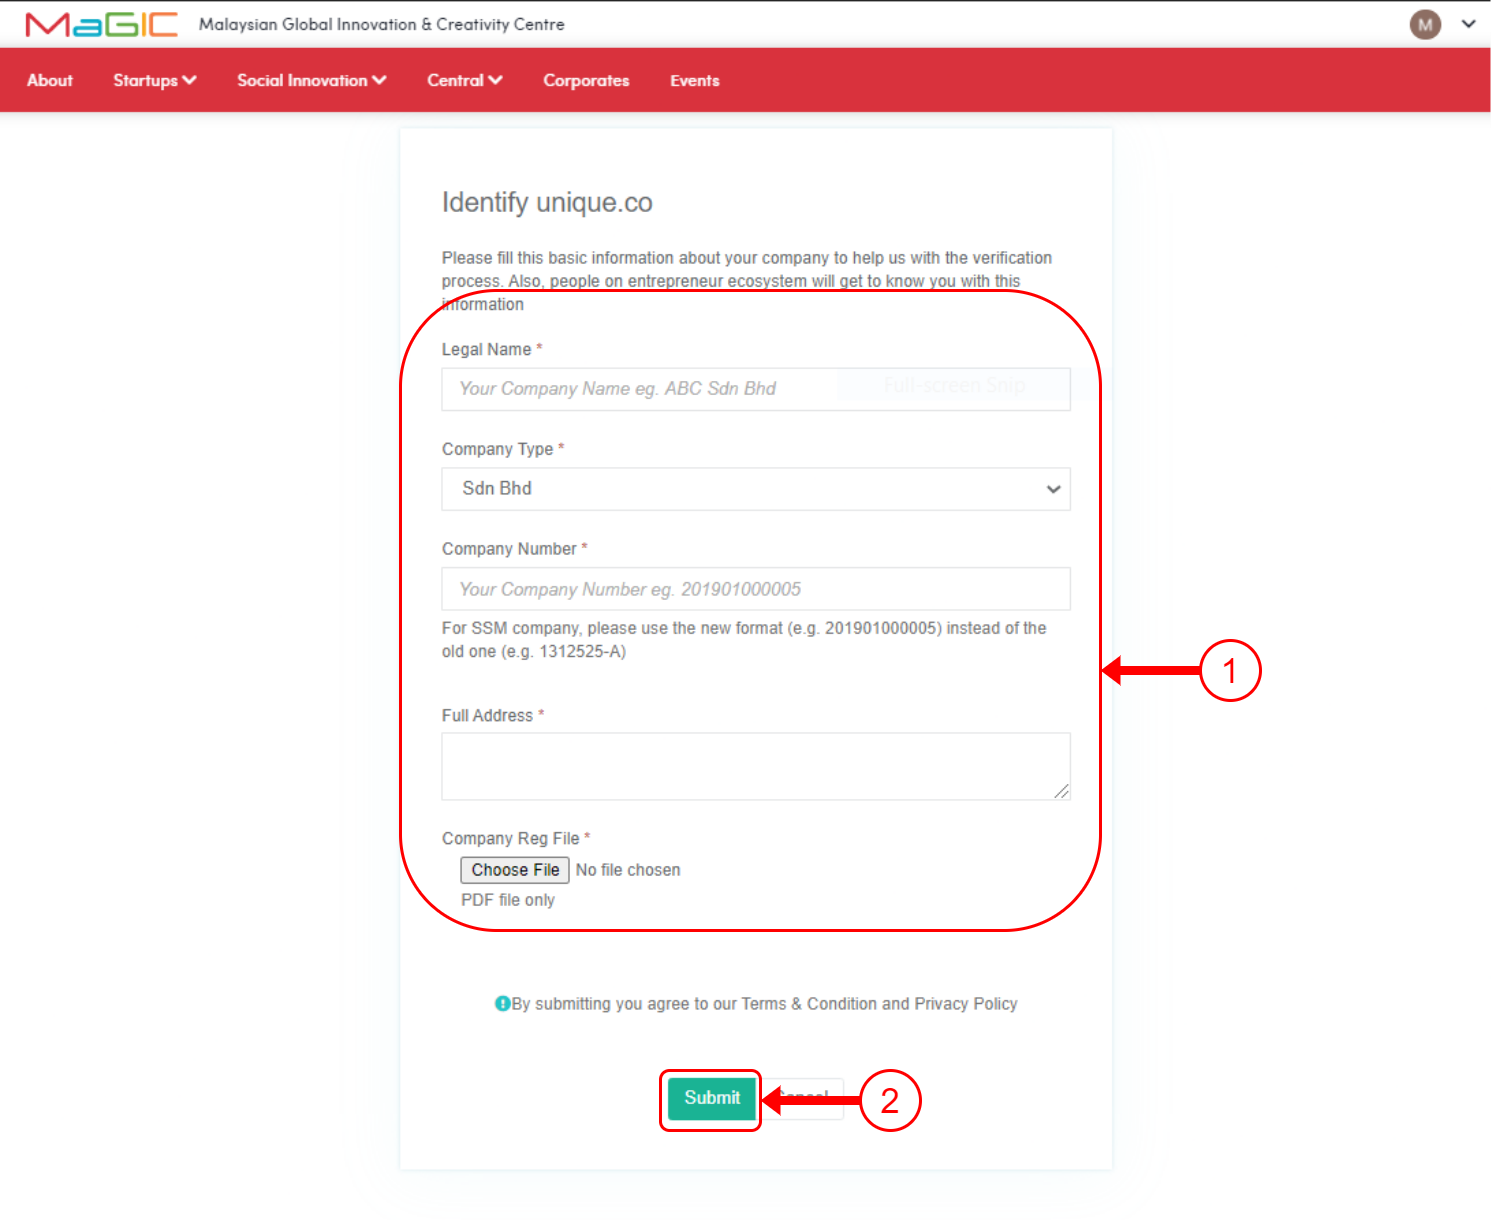 MaGIC Malaysian Global Innovation & Creativity Centre
M
About Startups Social Innovation Central Corporates Events
Identify unique.co
Please fill this basic information about your company to help us with the verification
process. Also, people on entrepreneur ecosystem will get to know you with this
information
Legal Name *
Your Company Name eg. ABC Sdn Bhd
Full-screen Snip
Company Type *
Sdn Bhd
Company Number *
Your Company Number eg. 201901000005
For SSM company, please use the new format (e.g. 201901000005) instead of the
old one (e.g. 1312525-A)
1
Full Address *
Company Reg File *
Choose File No file chosen
PDF file only
By submitting you agree to our Terms & Condition and Privacy Policy
Submit Cancel 2